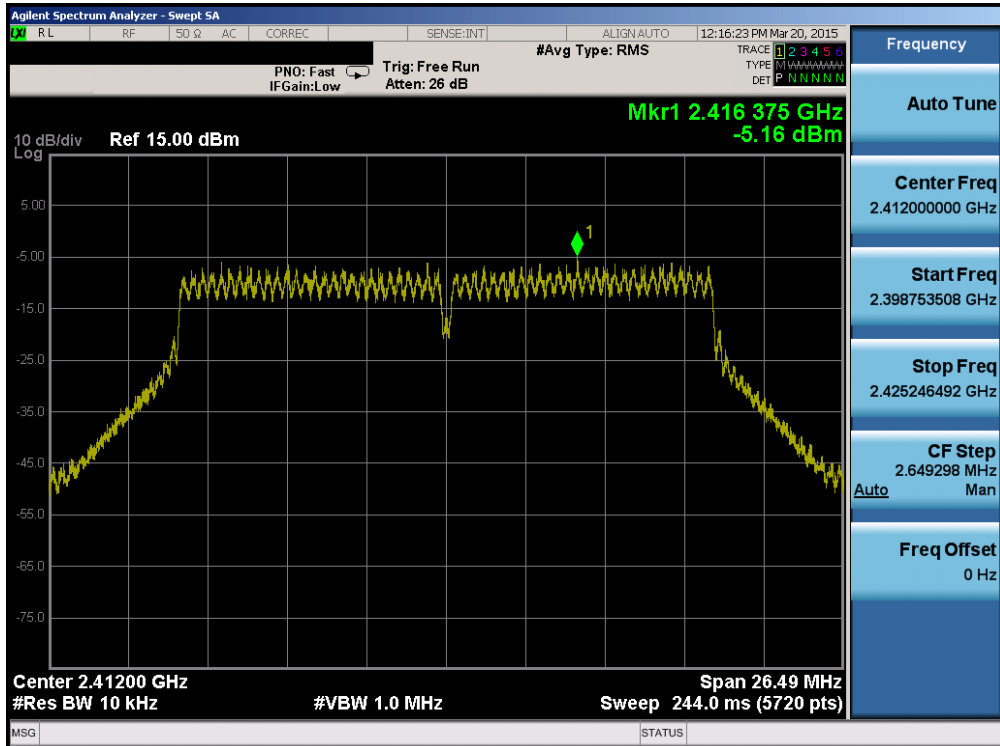 Agilent Spectrum Analyzer - Swept SA
LXI RL RF 50 Ω AC CORREC SENSE:INT ALIGN AUTO 12:16:23 PM Mar 20, 2015
#Avg Type: RMS TRACE 1 2 3 4 5 6
PNO: Fast Trig: Free Run TYPE M WWWWW
IFGain:Low Atten: 26 dB DET P N N N N N
Mkr1 2.416 375 GHz
-5.16 dBm
10 dB/div Ref 15.00 dBm
Log
5.00
1
-5.00
-15.0
-25.0
-35.0
-45.0
-55.0
-65.0
-75.0
Center 2.41200 GHz Span 26.49 MHz
#Res BW 10 kHz #VBW 1.0 MHz Sweep 244.0 ms (5720 pts)
MSG STATUS
Frequency
Auto Tune
Center Freq
2.412000000 GHz
Start Freq
2.398753508 GHz
Stop Freq
2.425246492 GHz
CF Step
2.649298 MHz
Auto Man
Freq Offset
0 Hz